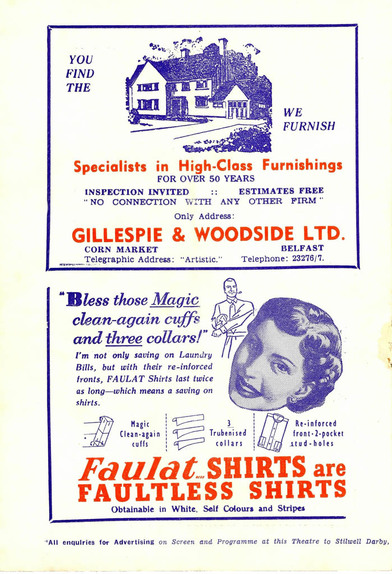 YOU
FIND
THE
WE
FURNISH
Specialists in High-Class Furnishings
FOR OVER 50 YEARS
INSPECTION INVITED :: ESTIMATES FREE
"NO CONNECTION WITH ANY OTHER FIRM"
Only Address:
GILLESPIE & WOODSIDE LTD.
CORN MARKET BELFAST
Telegraphic Address: "Artistic." Telephone: 23276/7.
"Bless those Magic
clean-again cuffs
and three collars!"
I'm not only saving on Laundry
Bills, but with their re-inforced
fronts, FAULAT Shirts last twice
as long—which means a saving on
shirts.
Magic
Clean-again
cuffs
3
Trubenised
collars
Re-inforced
front-2-pocket
stud-holes
Faulat... SHIRTS are
FAULTLESS SHIRTS
Obtainable in White, Self Colours and Stripes
"All enquiries for Advertising on Screen and Programme at this Theatre to Stilwell Darby,